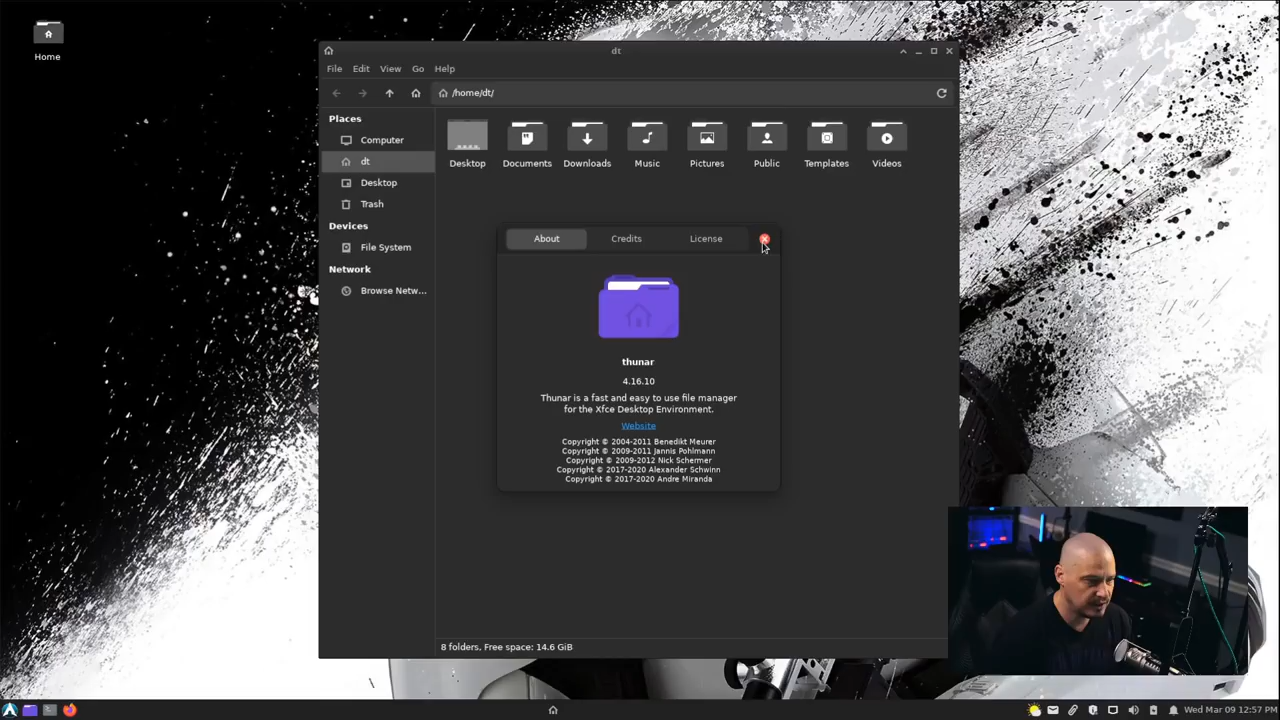 Home
dt
File Edit View Go Help
/home/dt/
Places
Computer
dt
Desktop
Trash
Devices
File System
Network
Browse Netw...
Desktop Documents Downloads Music Pictures Public Templates Videos
About Credits License
thunar
4.16.10
Thunar is a fast and easy to use file manager
for the Xfce Desktop Environment.
Website
Copyright © 2004-2011 Benedikt Meurer
Copyright © 2009-2011 Jannis Pohlmann
Copyright © 2009-2012 Nick Schermer
Copyright © 2017-2020 Alexander Schwinn
Copyright © 2017-2020 Andre Miranda
8 folders, Free space: 14.6 GiB
Wed Mar 09 12:57 PM